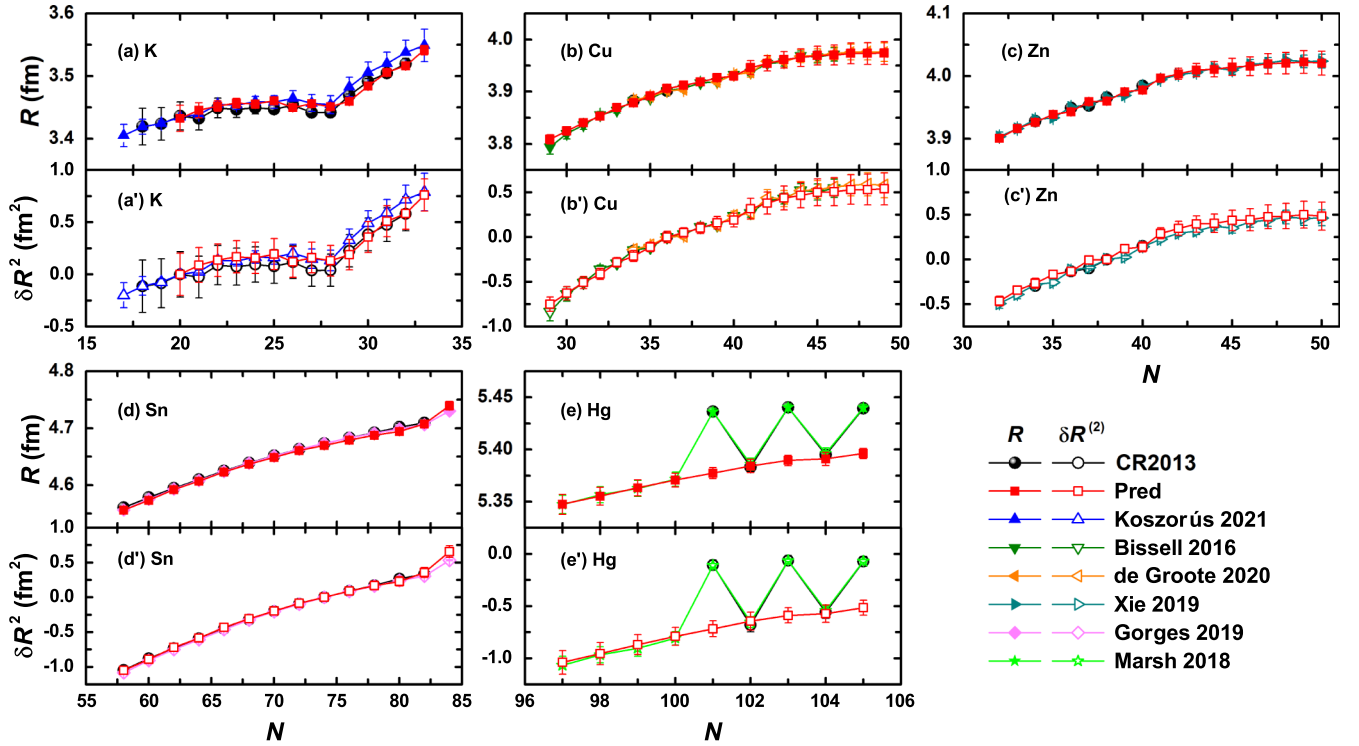 3.6
3.5
3.4
R (fm)
(a) K
4.0
3.9
3.8
(b) Cu
4.1
4.0
3.9
(c) Zn
1.0
0.5
0.0
-0.5
δR² (fm²)
(a') K
15 20 25 30 35
0.5
0.0
-0.5
-1.0
(b') Cu
30 35 40 45 50
1.0
0.5
0.0
-0.5
(c') Zn
30 35 40 45 50
N
4.8
4.7
4.6
R (fm)
(d) Sn
5.45
5.40
5.35
(e) Hg
1.0
0.5
0.0
-0.5
-1.0
δR² (fm²)
(d') Sn
55 60 65 70 75 80 85
N
0.0
-0.5
-1.0
(e') Hg
96 98 100 102 104 106
N
R δR⁽²⁾
CR2013
Pred
Koszorús 2021
Bissell 2016
de Groote 2020
Xie 2019
Gorges 2019
Marsh 2018